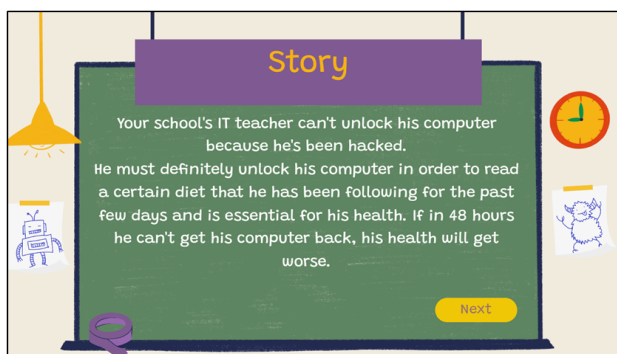 Story
Your school's IT teacher can't unlock his computer
because he's been hacked.
He must definitely unlock his computer in order to read
a certain diet that he has been following for the past
few days and is essential for his health. If in 48 hours
he can't get his computer back, his health will get
worse.
Next